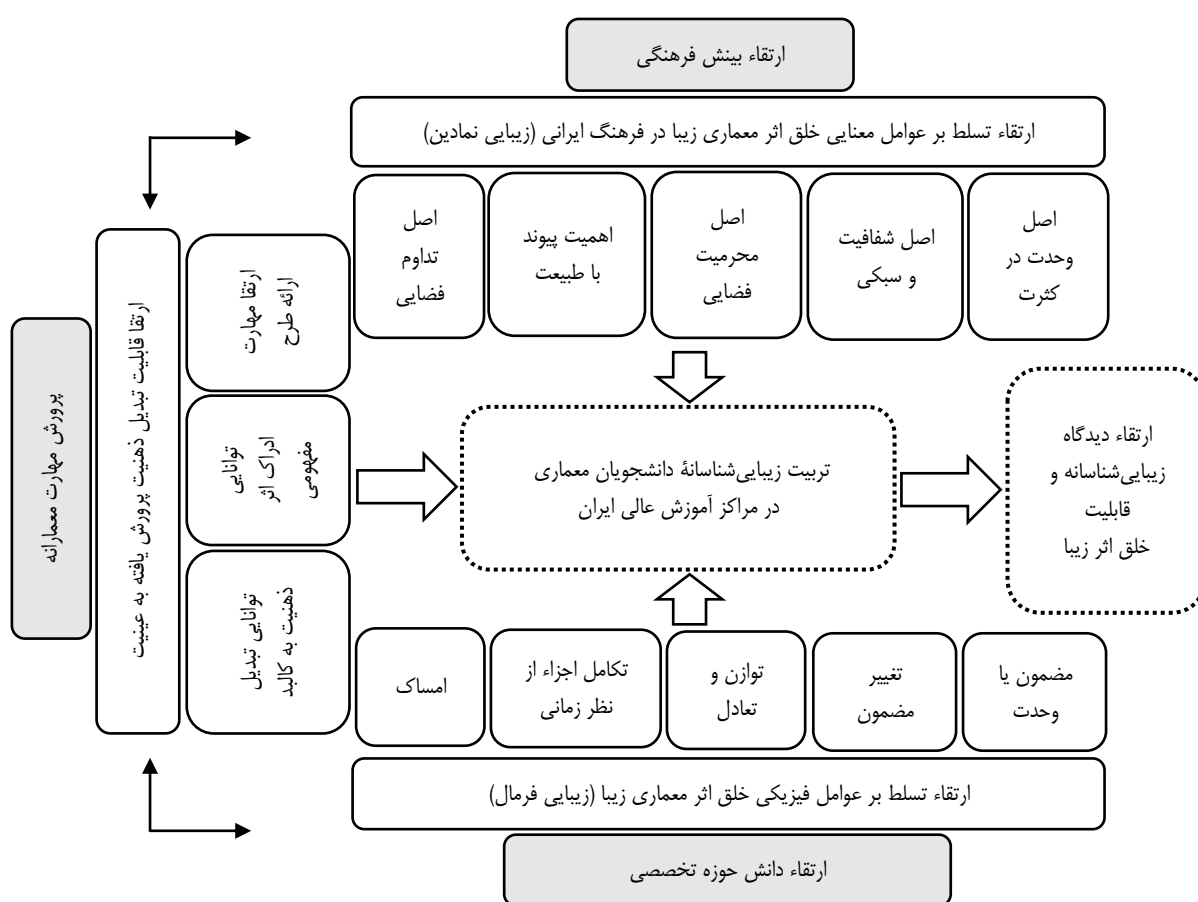 ارتقاء بینش فرهنگی
ارتقاء تسلط بر عوامل معنایی خلق اثر معماری زیبا در فرهنگ ایرانی (زیبایی نمادین)
اصل
وحدت در
کثرت
اصل شفافیت
و سبکی
اصل
محرمیت
فضایی
اهمیت پیوند
با طبیعت
اصل
تداوم
فضایی
ارتقاء دیدگاه
زیبایی‌شناسانه و
قابلیت
خلق اثر زیبا
تربیت زیبایی‌شناسانهٔ دانشجویان معماری
در مراکز آموزش عالی ایران
ارتقا مهارت
ارائه طرح
توانایی
ادراک اثر
مفهومی
توانایی تبدیل
ذهنیت به کالبد
ارتقا قابلیت تبدیل ذهنیت پرورش یافته به عینیت
پرورش مهارت معمارانه
مضمون یا
وحدت
تغییر
مضمون
توازن و
تعادل
تکامل اجزاء از
نظر زمانی
امساک
ارتقاء تسلط بر عوامل فیزیکی خلق اثر معماری زیبا (زیبایی فرمال)
ارتقاء دانش حوزه تخصصی